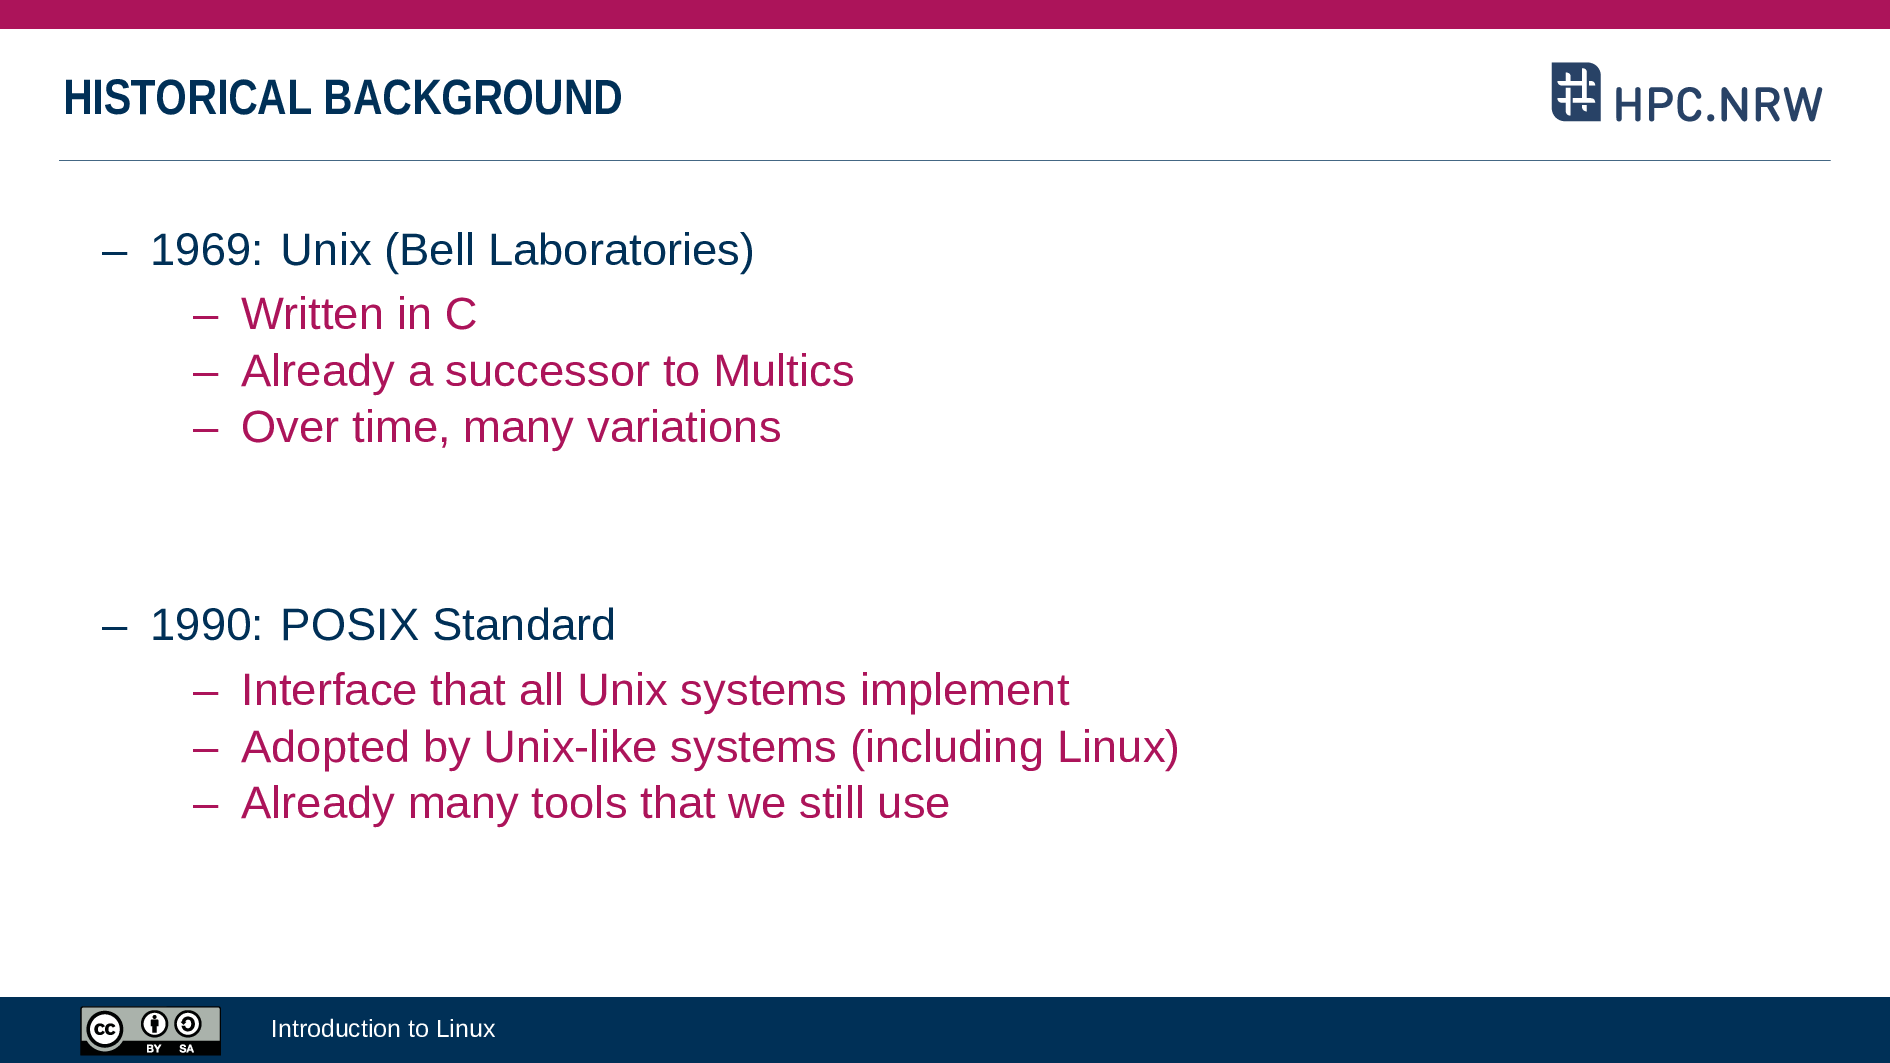 HISTORICAL BACKGROUND
HPC.NRW
– 1969: Unix (Bell Laboratories)
– Written in C
– Already a successor to Multics
– Over time, many variations
– 1990: POSIX Standard
– Interface that all Unix systems implement
– Adopted by Unix-like systems (including Linux)
– Already many tools that we still use
cc BY SA
Introduction to Linux